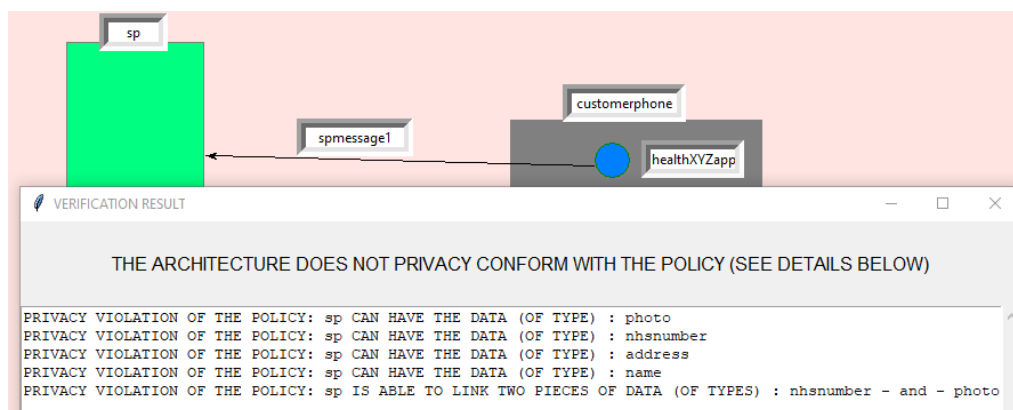 sp
customerphone
spmessage1
healthXYZapp
VERIFICATION RESULT
THE ARCHITECTURE DOES NOT PRIVACY CONFORM WITH THE POLICY (SEE DETAILS BELOW)
PRIVACY VIOLATION OF THE POLICY: sp CAN HAVE THE DATA (OF TYPE) : photo
PRIVACY VIOLATION OF THE POLICY: sp CAN HAVE THE DATA (OF TYPE) : nhsnumber
PRIVACY VIOLATION OF THE POLICY: sp CAN HAVE THE DATA (OF TYPE) : address
PRIVACY VIOLATION OF THE POLICY: sp CAN HAVE THE DATA (OF TYPE) : name
PRIVACY VIOLATION OF THE POLICY: sp IS ABLE TO LINK TWO PIECES OF DATA (OF TYPES) : nhsnumber - and - photo